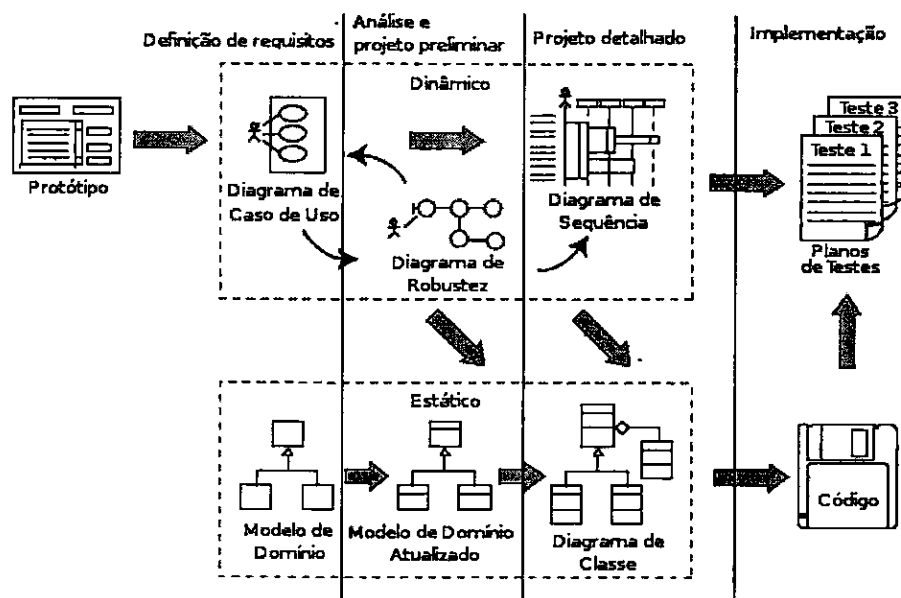 Definição de requisitos
Análise e
projeto preliminar
Projeto detalhado
Implementação
Dinâmico
Protótipo
Diagrama de
Caso de Uso
Diagrama de
Robustez
Diagrama de
Sequência
Teste 3
Teste 2
Teste 1
Planos
de Testes
Estático
Modelo de
Domínio
Modelo de Domínio
Atualizado
Diagrama de
Classe
Código